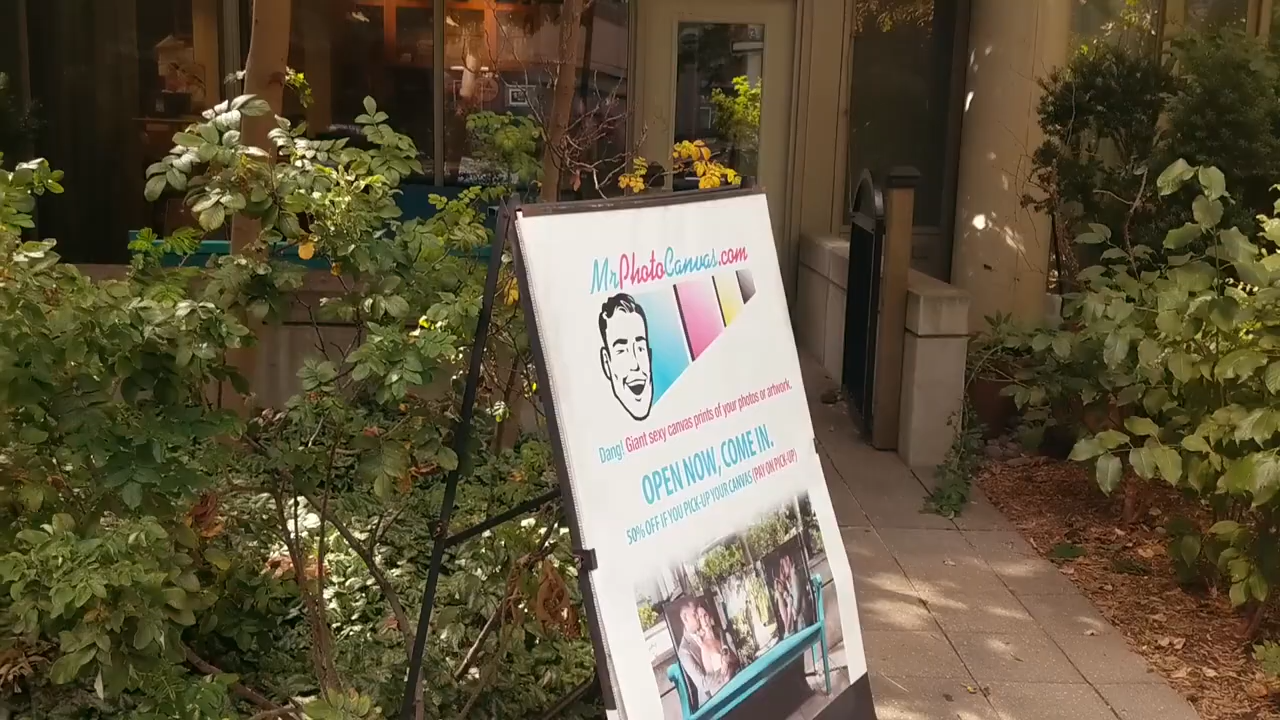 MrPhotoCanvas.com
Dang! Giant sexy canvas prints of your photos or artwork.
OPEN NOW, COME IN.
50% OFF IF YOU PICK-UP YOUR CANVAS (PAY ON PICK-UP)